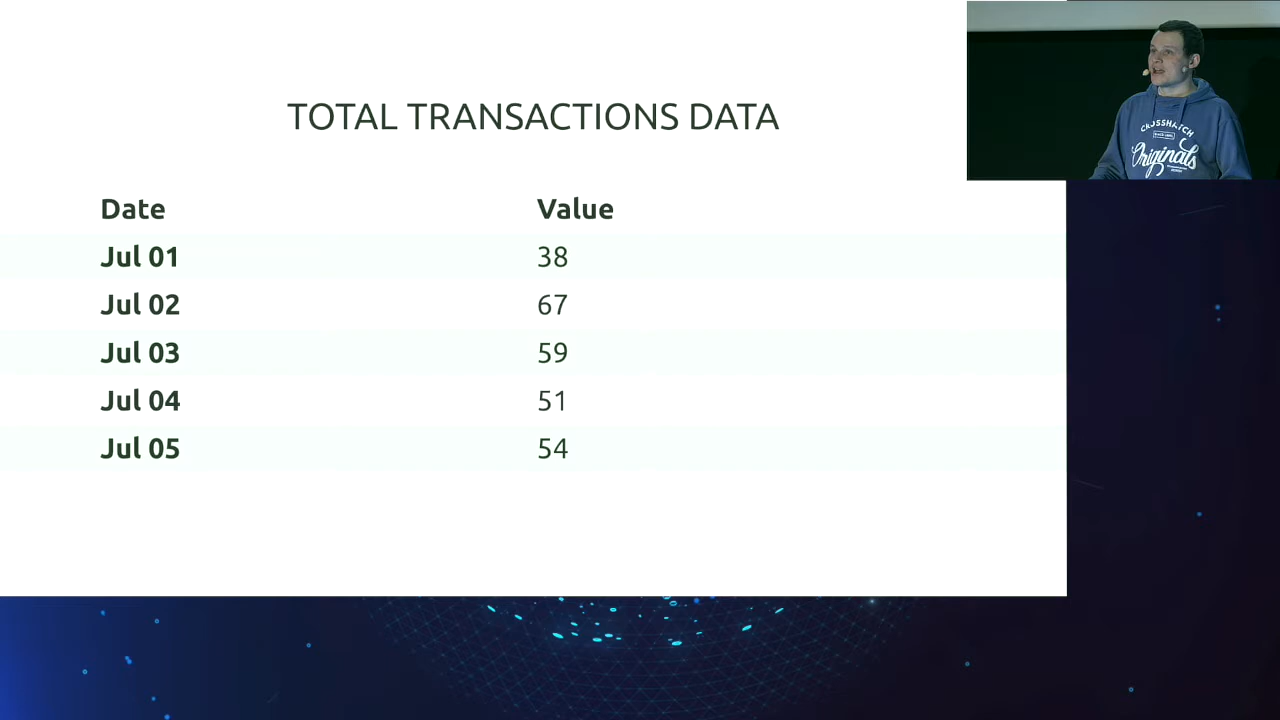 TOTAL TRANSACTIONS DATA
Date Value
Jul 01 38
Jul 02 67
Jul 03 59
Jul 04 51
Jul 05 54
CROSSHATCH
Originals